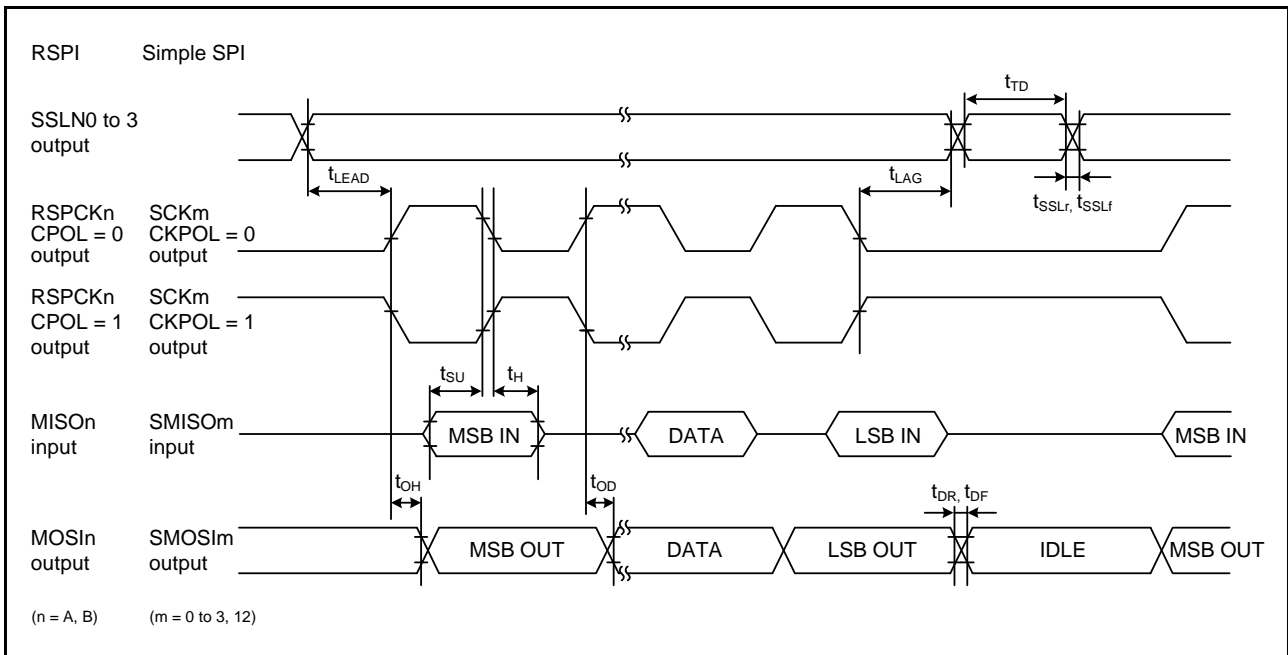 RSPI Simple SPI
tTD
SSLN0 to 3
output
tLEAD
tLAG
tSSLr, tSSLf
RSPCKn SCKm
CPOL = 0 CKPOL = 0
output output
RSPCKn SCKm
CPOL = 1 CKPOL = 1
output output
tSU tH
MISOn SMISOm
input input
MSB IN DATA LSB IN MSB IN
tOH tOD tDR, tDF
MOSIn SMOSIm
output output
MSB OUT DATA LSB OUT IDLE MSB OUT
(n = A, B) (m = 0 to 3, 12)